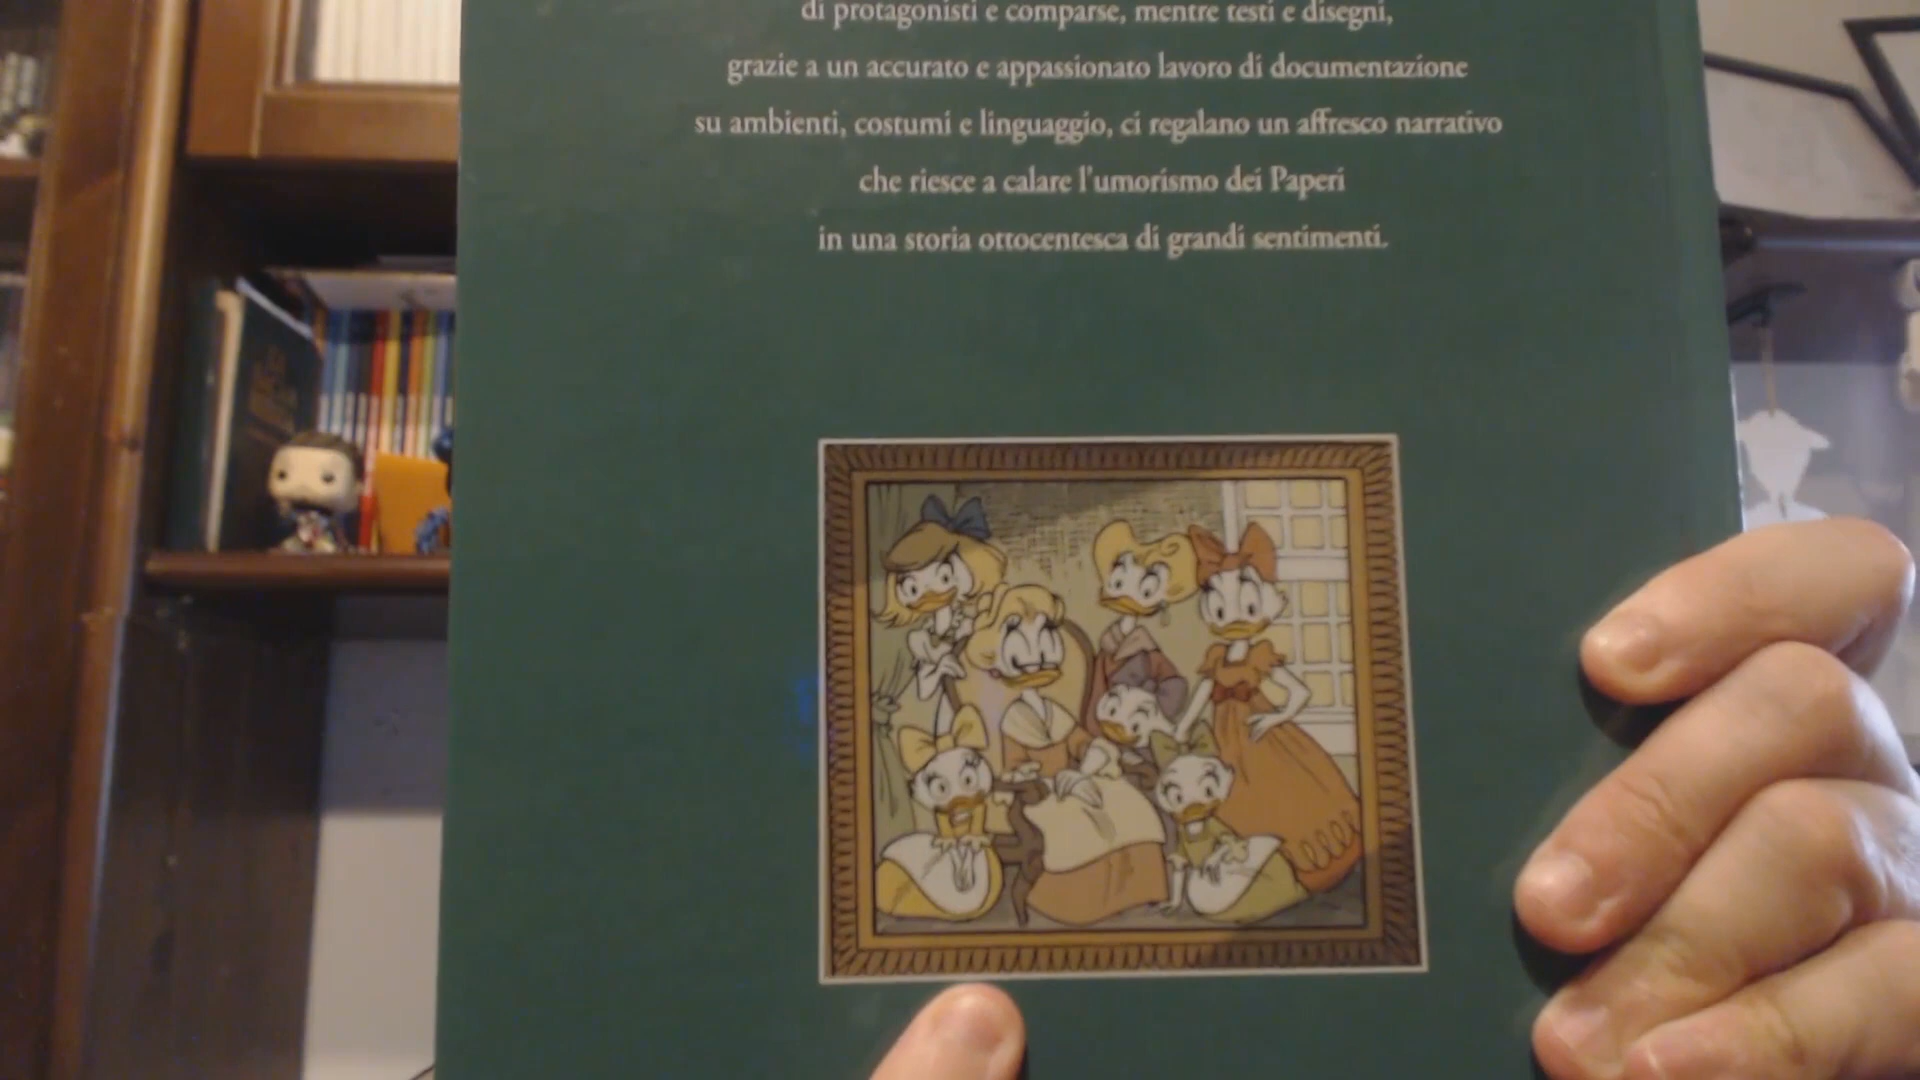 di protagonisti e comparse, mentre testi e disegni,
grazie a un accurato e appassionato lavoro di documentazione
su ambienti, costumi e linguaggio, ci regalano un affresco narrativo
che riesce a calare l'umorismo dei Paperi
in una storia ottocentesca di grandi sentimenti.